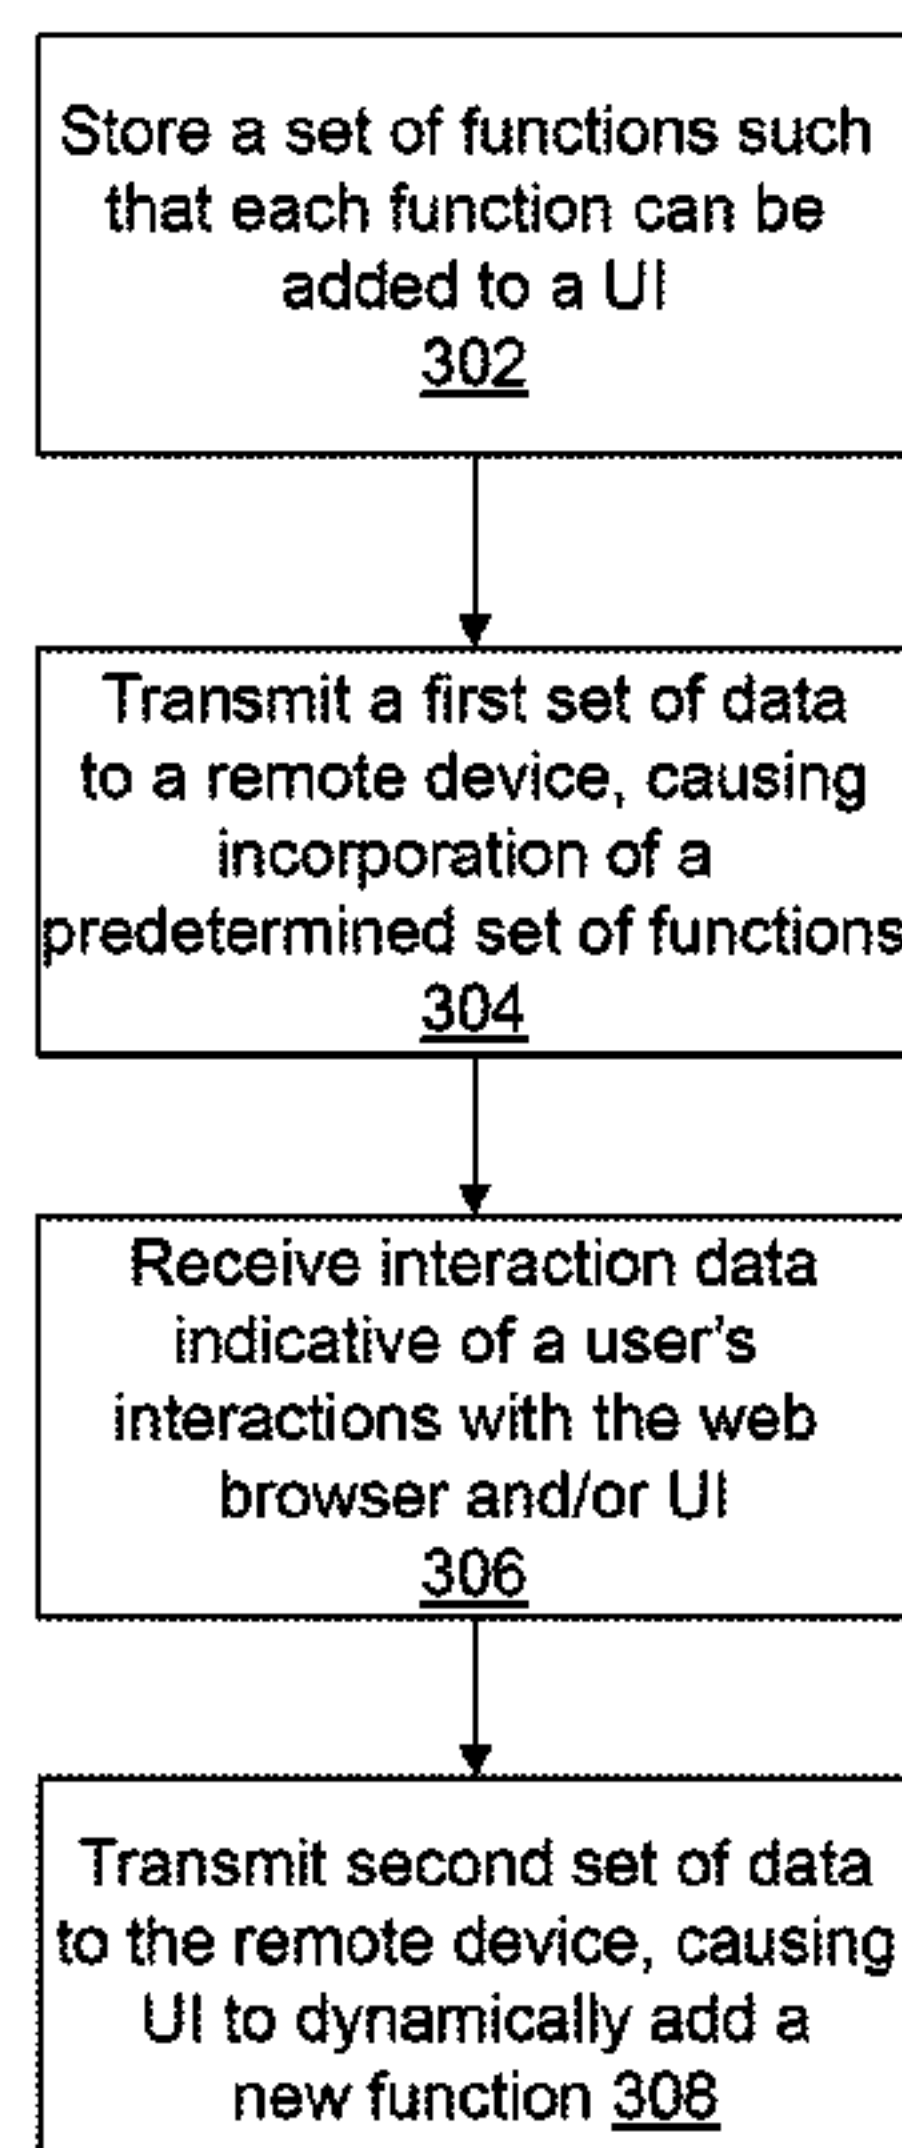 Store a set of functions such
that each function can be
added to a UI
302
Transmit a first set of data
to a remote device, causing
incorporation of a
predetermined set of functions
304
Receive interaction data
indicative of a user's
interactions with the web
browser and/or UI
306
Transmit second set of data
to the remote device, causing
UI to dynamically add a
new function 308